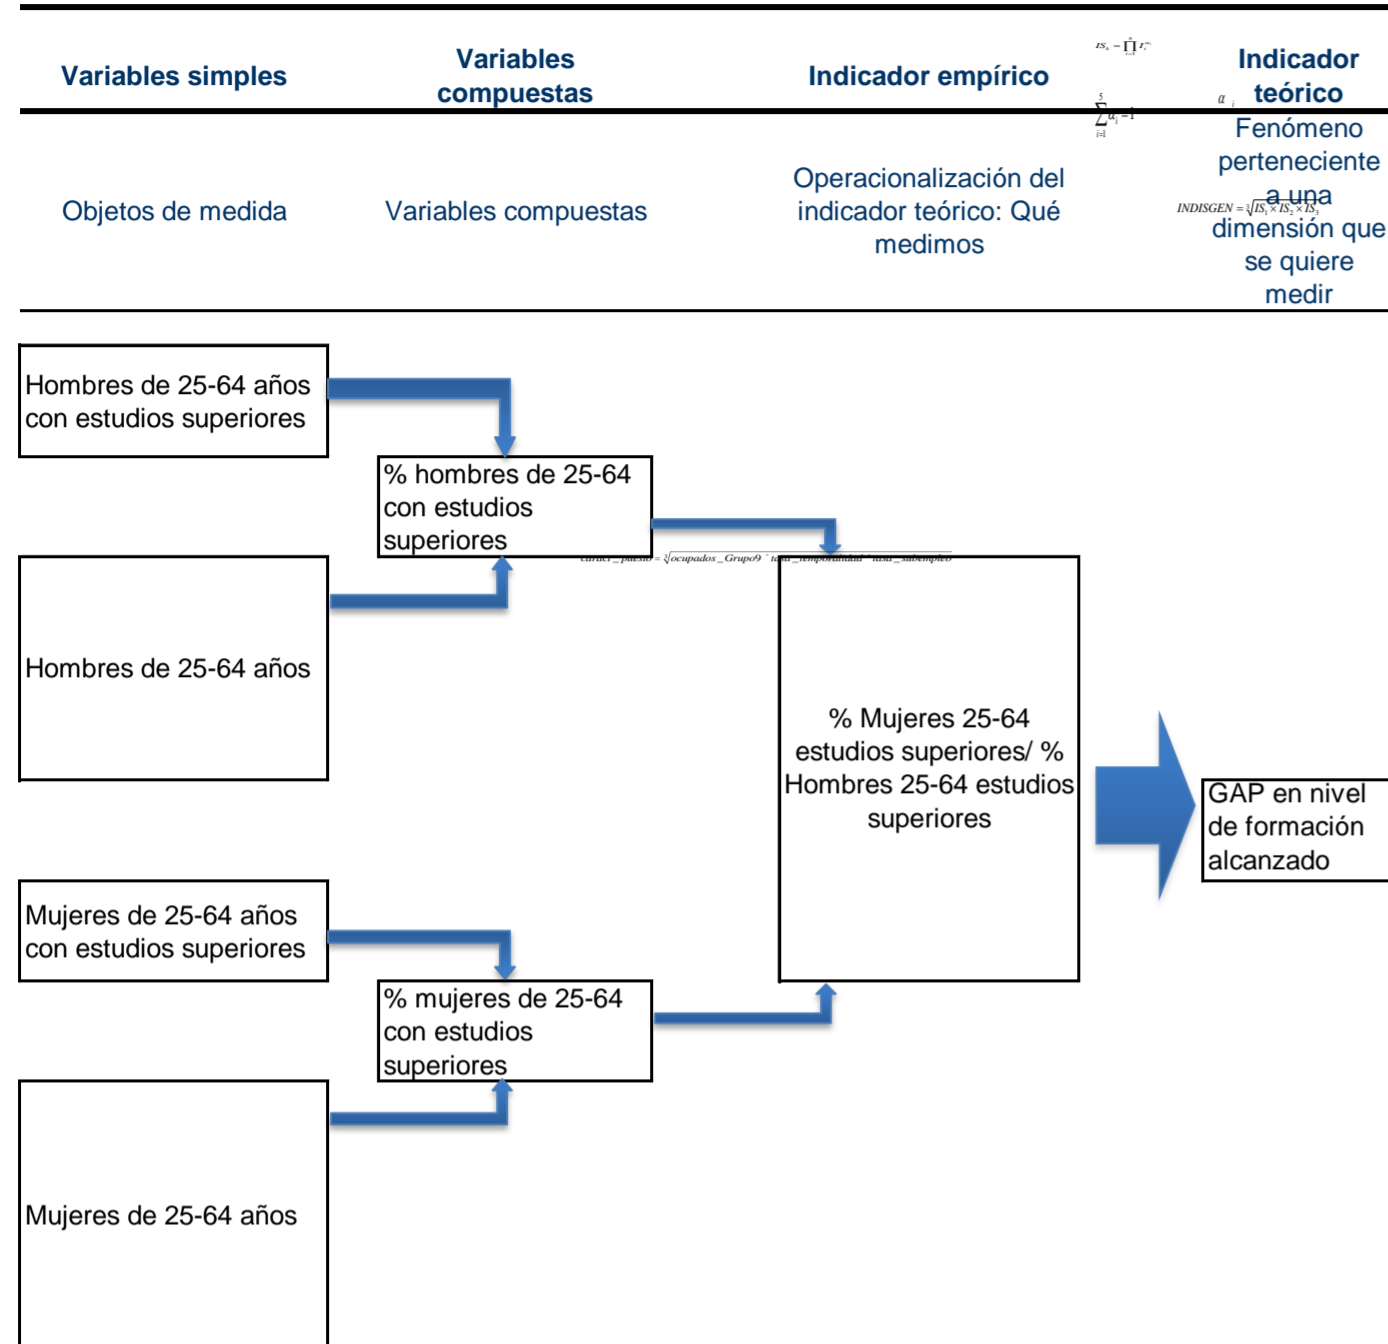 Variables simples
Variables
compuestas
Indicador empírico
Indicador
teórico
Objetos de medida
Variables compuestas
Operacionalización del
indicador teórico: Qué
medimos
Fenómeno
perteneciente
a una
dimensión que
se quiere
medir
INDISGEN = ∛IS₁ × IS₂ × IS₃
Hombres de 25-64 años
con estudios superiores
% hombres de 25-64
con estudios
superiores
Hombres de 25-64 años
% Mujeres 25-64
estudios superiores/ %
Hombres 25-64 estudios
superiores
GAP en nivel
de formación
alcanzado
Mujeres de 25-64 años
con estudios superiores
% mujeres de 25-64
con estudios
superiores
Mujeres de 25-64 años